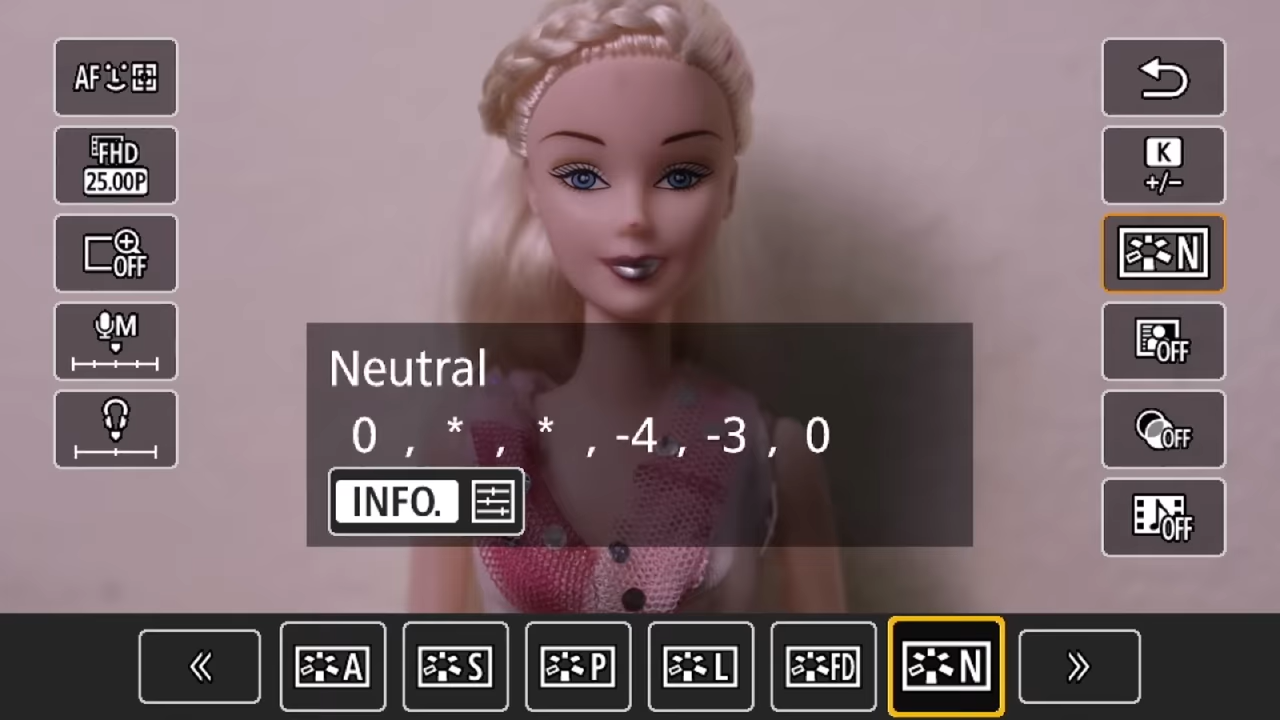 AF
FHD
25.00P
OFF
M
K
+/-
N
OFF
OFF
OFF
Neutral
0 , * , * , -4 , -3 , 0
INFO.
« A S P L FD N »